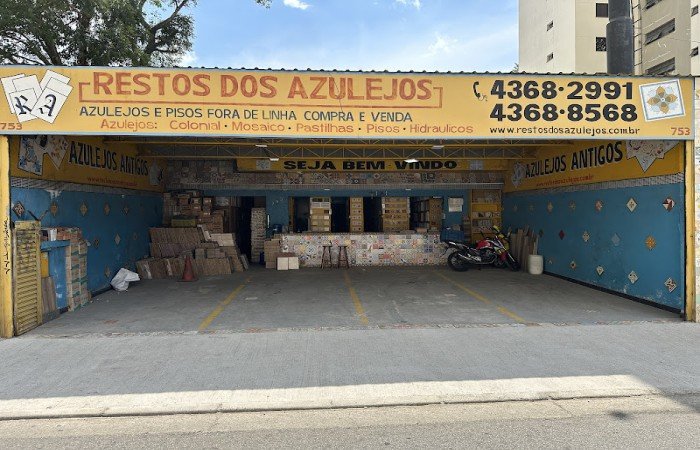 RESTOS DOS AZULEJOS
AZULEJOS E PISOS FORA DE LINHA COMPRA E VENDA
Azulejos: Colonial • Mosaico • Pastilhas • Pisos • Hidraulicos
4368•2991
4368•8568
www.restosdosazulejos.com.br
R A
753
753
AZULEJOS ANTIGOS
SEJA BEM VINDO
AZULEJOS ANTIGOS